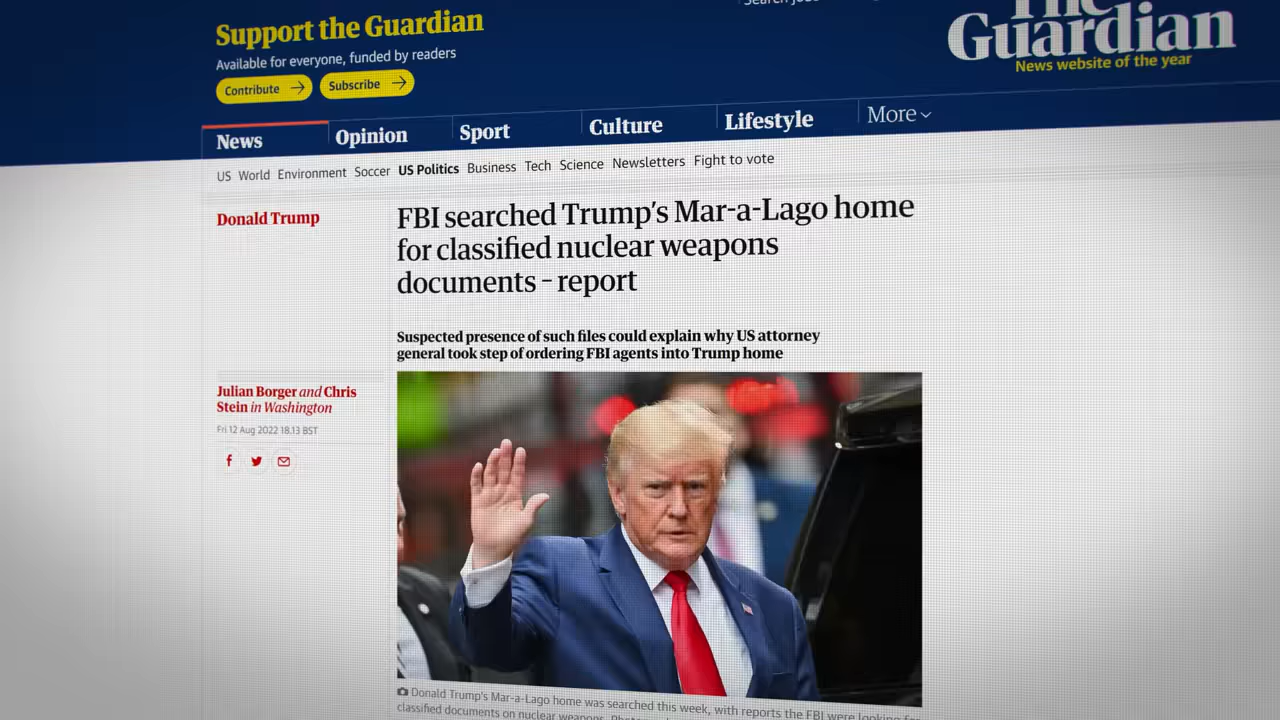 Support the Guardian
Available for everyone, funded by readers
Contribute →
Subscribe →
The
Guardian
News website of the year
News
Opinion
Sport
Culture
Lifestyle
More
US World Environment Soccer US Politics Business Tech Science Newsletters Fight to vote
Donald Trump
FBI searched Trump's Mar-a-Lago home
for classified nuclear weapons
documents – report
Suspected presence of such files could explain why US attorney
general took step of ordering FBI agents into Trump home
Julian Borger and Chris
Stein in Washington
Fri 12 Aug 2022 18.13 BST
Donald Trump's Mar-a-Lago home was searched this week, with reports the FBI were looking for
classified documents on nuclear weapons.